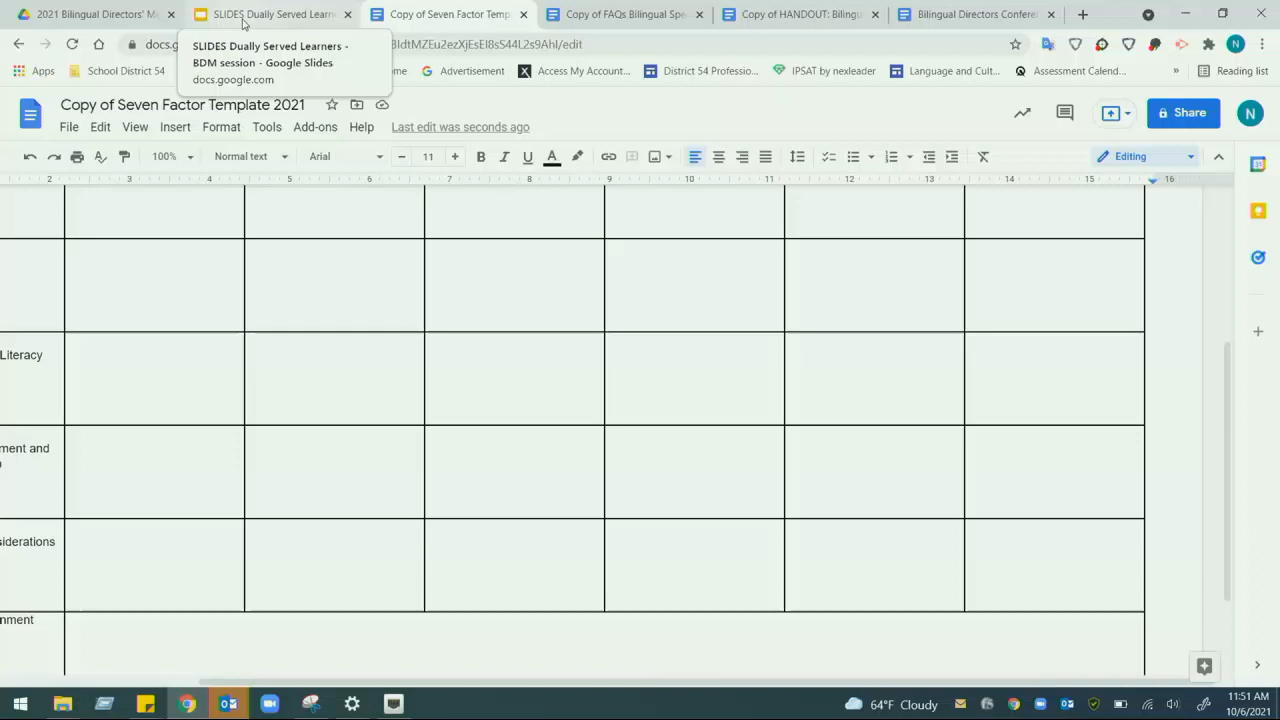 2021 Bilingual Directors' M
SLIDES Dually Served Learn
Copy of Seven Factor Temp
Copy of FAQs Bilingual Spe
Copy of HANDOUT: Bilingu
Bilingual Directors Confer
docs.g
BIdtMZEu2ezXjEsEI8sS44L2s9AhI/edit
SLIDES Dually Served Learners -
BDM session - Google Slides
docs.google.com
Apps
School District 54
ome
Advertisement
Access My Account...
District 54 Professio...
IPSAT by nexleader
Language and Cultu...
Assessment Calend...
»
Reading list
Copy of Seven Factor Template 2021
File Edit View Insert Format Tools Add-ons Help Last edit was seconds ago
Share
N
100% Normal text Arial 11 Editing
2 3 4 5 6 7 8 9 10 11 12 13 14 15 16
Literacy
ment and
siderations
nment
64°F Cloudy
11:51 AM
10/6/2021